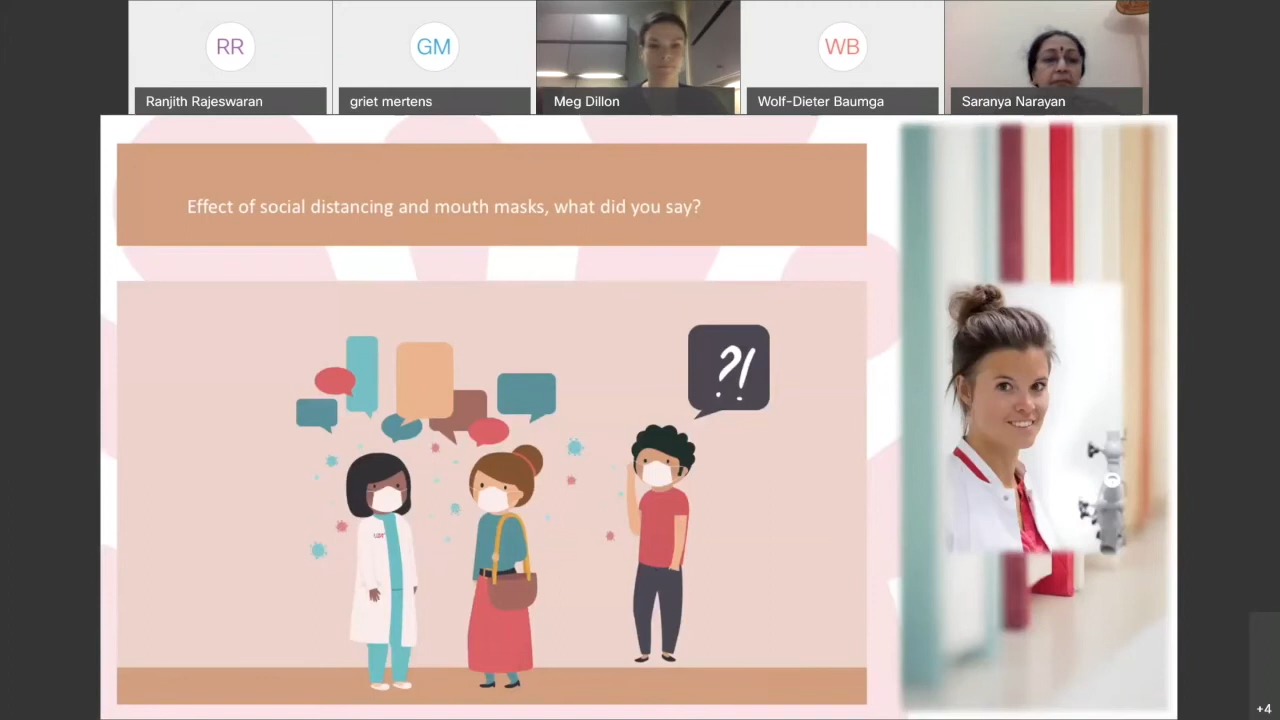 RR
GM
WB
Ranjith Rajeswaran
griet mertens
Meg Dillon
Wolf-Dieter Baumga
Saranya Narayan
Effect of social distancing and mouth masks, what did you say?
?!
+4